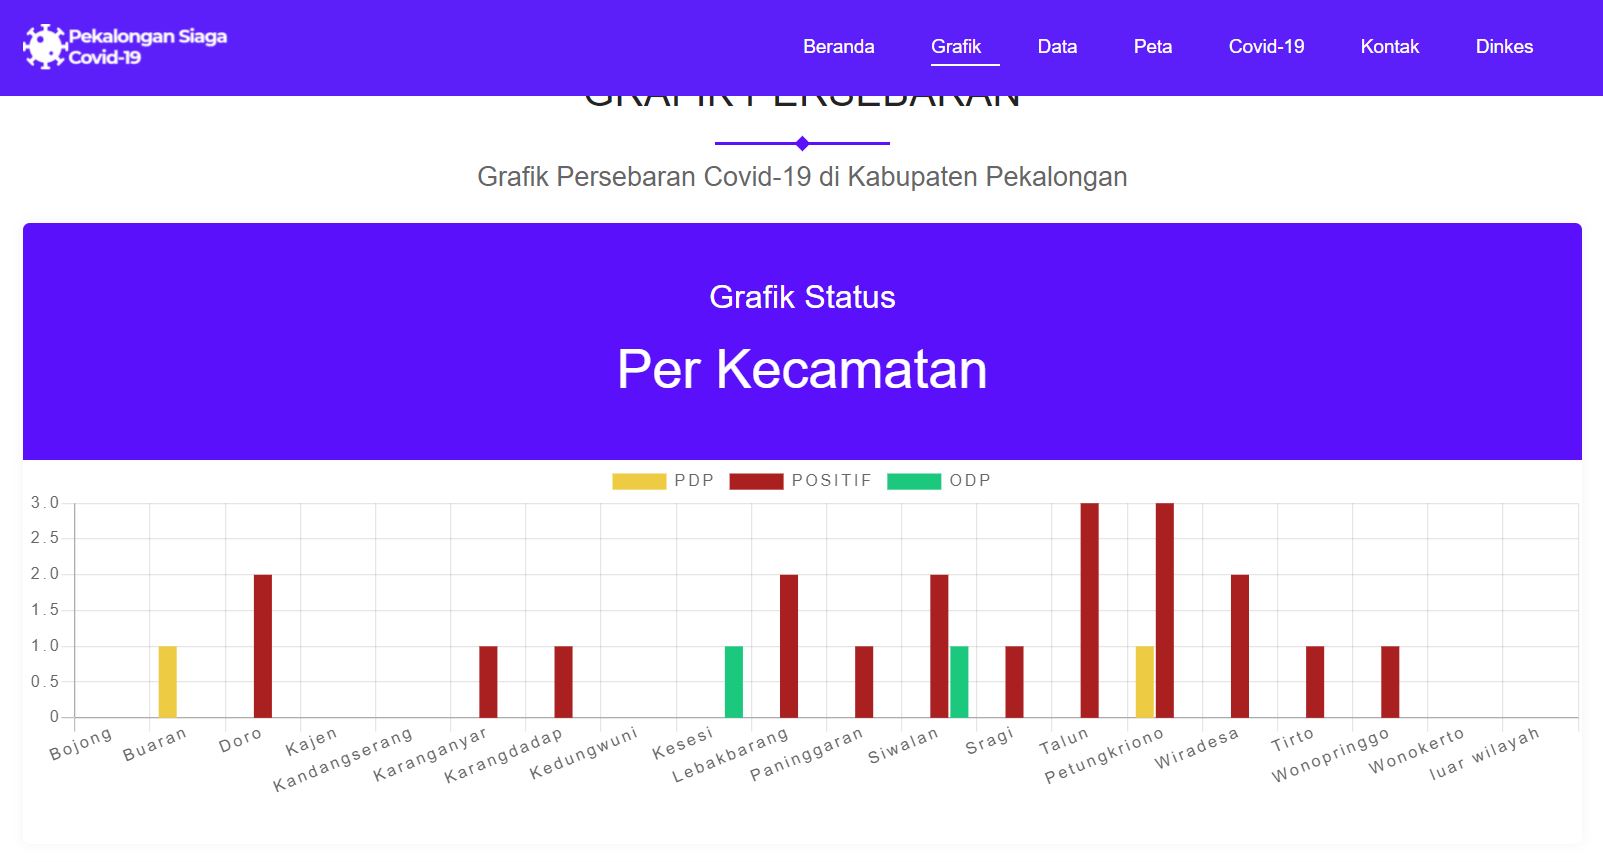 Pekalongan Siaga
Covid-19
Beranda Grafik Data Peta Covid-19 Kontak Dinkes
GRAFIK PERSEBARAN
Grafik Persebaran Covid-19 di Kabupaten Pekalongan
Grafik Status
Per Kecamatan
PDP POSITIF ODP
3.0
2.5
2.0
1.5
1.0
0.5
0
Bojong
Buaran
Doro
Kajen
Kandangserang
Karanganyar
Karangdadap
Kedungwuni
Kesesi
Lebakbarang
Paninggaran
Siwalan
Sragi
Talun
Petungkriono
Wiradesa
Tirto
Wonopringgo
Wonokerto
luar wilayah